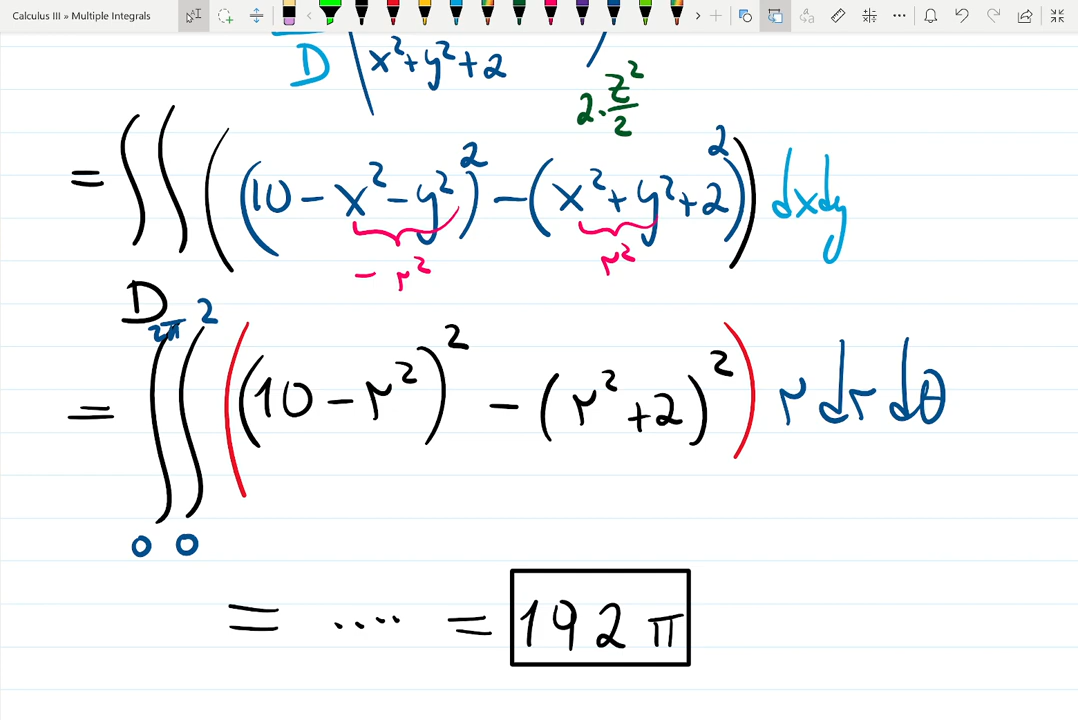 Calculus III » Multiple Integrals
D x²+y²+2
2·z²/2
= ∬ ((10-x²-y²)² - (x²+y²+2)²) dxdy
-r² r²
D
2π 2
= ∬ ((10-r²)² - (r²+2)²) r dr dθ
0 0
= .... = 192π